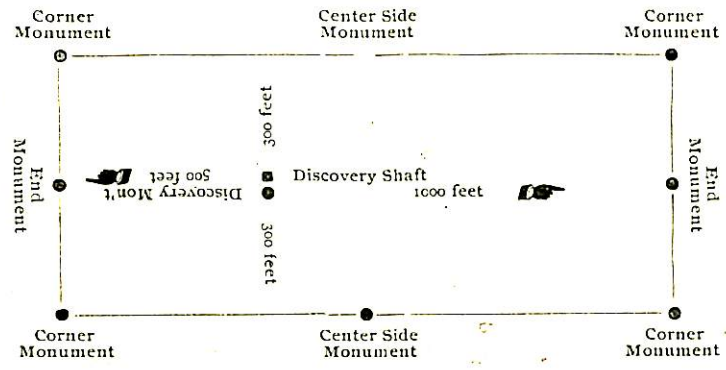 Corner
Monument
Center Side
Monument
Corner
Monument
300 feet
End
Monument
500 feet
Discovery Mon't
Discovery Shaft
1000 feet
End
Monument
300 feet
Corner
Monument
Center Side
Monument
Corner
Monument